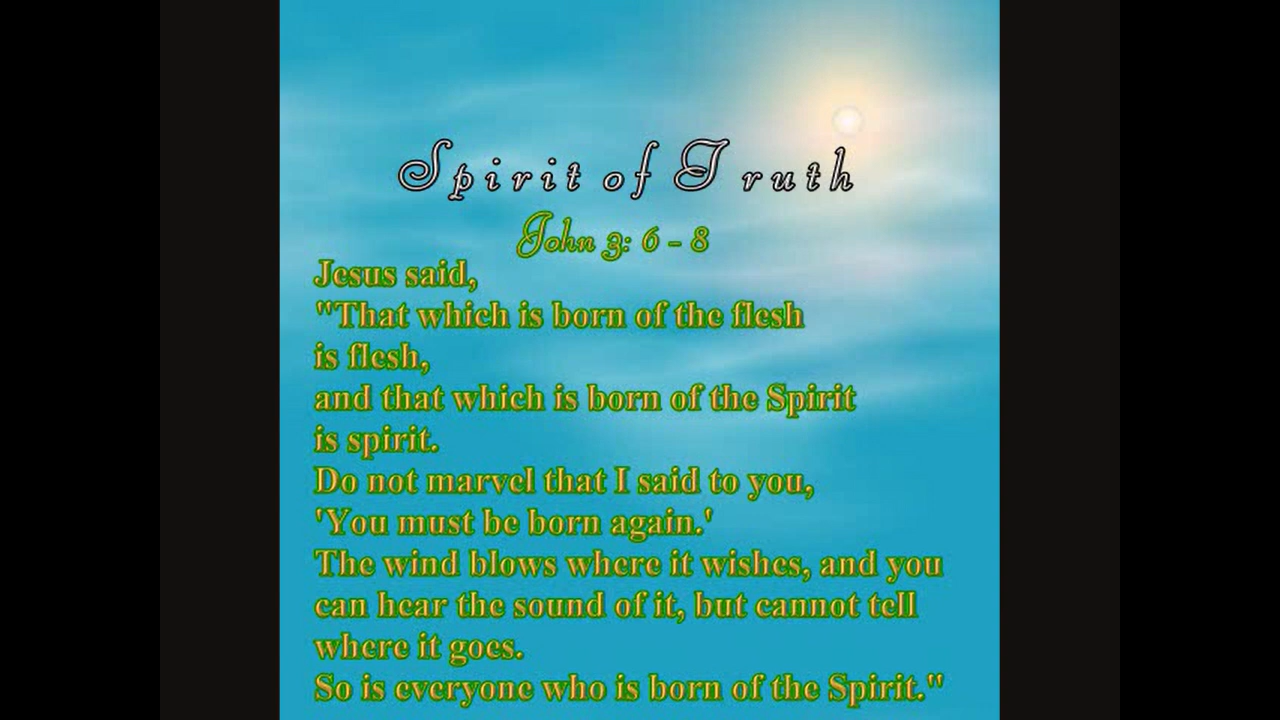 Spirit of Truth
John 3: 6 - 8
Jesus said,
"That which is born of the flesh
is flesh,
and that which is born of the Spirit
is spirit.
Do not marvel that I said to you,
'You must be born again.'
The wind blows where it wishes, and you
can hear the sound of it, but cannot tell
where it goes.
So is everyone who is born of the Spirit."